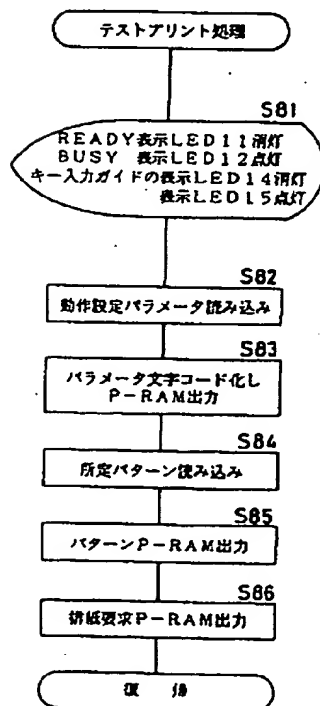 テストプリント処理
S81
READY表示LED11消灯
BUSY 表示LED12点灯
キー入力ガイドの表示LED14消灯
表示LED15点灯
S82
動作設定パラメータ読み込み
S83
パラメータ文字コード化し
P-RAM出力
S84
所定パターン読み込み
S85
パターンP-RAM出力
S86
排紙要求P-RAM出力